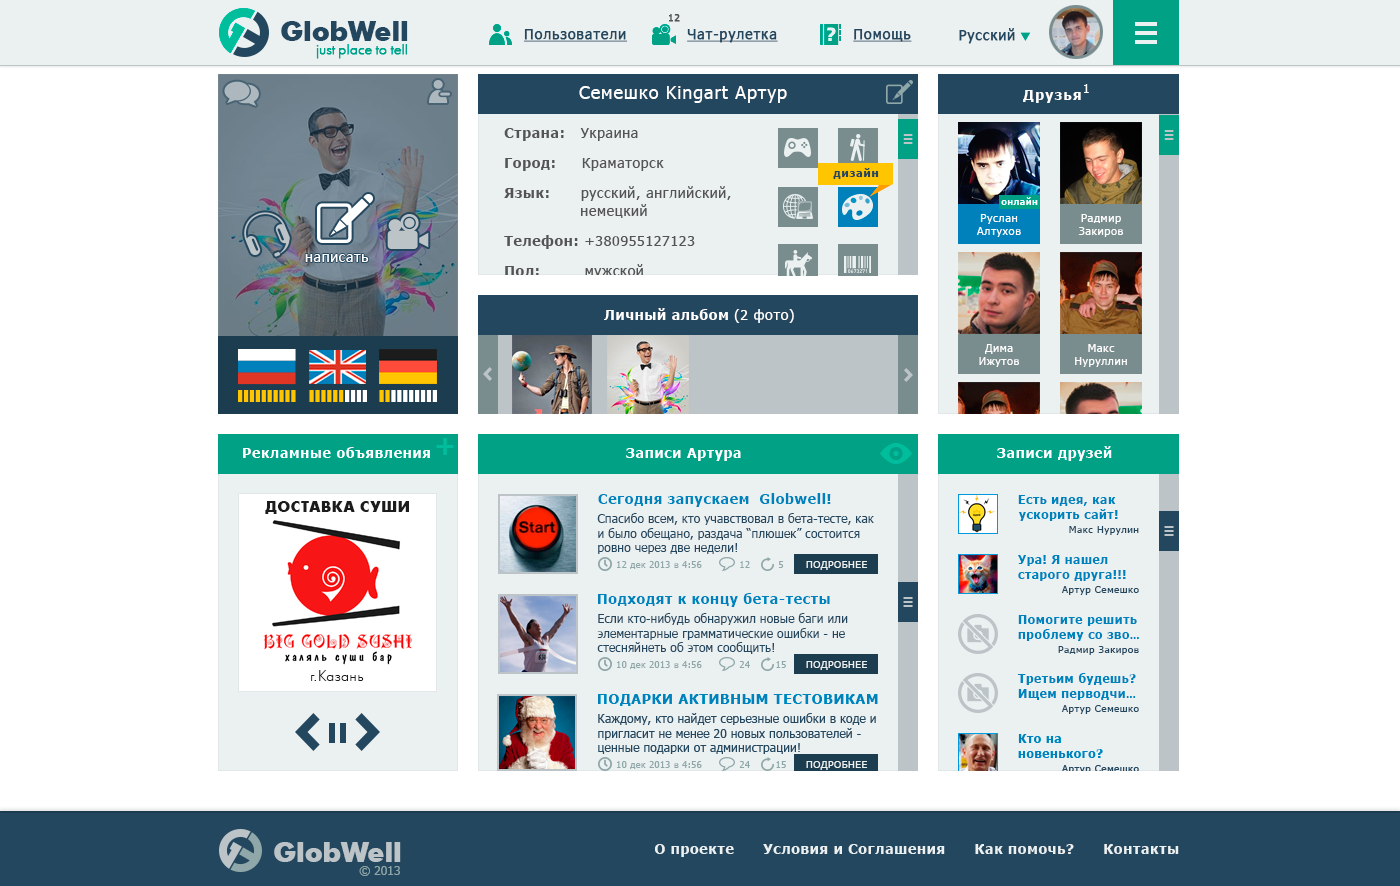 GlobWell
just place to tell
Пользователи
12
Чат-рулетка
Помощь
Русский
написать
Семешко Kingart Артур
Страна: Украина
Город: Краматорск
Язык: русский, английский,
немецкий
Телефон: +380955127123
Пол: мужской
дизайн
Личный альбом (2 фото)
Друзья1
онлайн
Руслан
Алтухов
Радмир
Закиров
Дима
Ижутов
Макс
Нуруллин
Рекламные объявления
ДОСТАВКА СУШИ
BIG GOLD SUSHI
халяль суши бар
г.Казань
Записи Артура
Start
Сегодня запускаем Globwell!
Спасибо всем, кто учавствовал в бета-тесте, как
и было обещано, раздача “плюшек” состоится
ровно через две недели!
12 дек 2013 в 4:56 12 5 ПОДРОБНЕЕ
Подходят к концу бета-тесты
Если кто-нибудь обнаружил новые баги или
элементарные грамматические ошибки - не
стесняйнеть об этом сообщить!
10 дек 2013 в 4:56 24 15 ПОДРОБНЕЕ
ПОДАРКИ АКТИВНЫМ ТЕСТОВИКАМ
Каждому, кто найдет серьезные ошибки в коде и
пригласит не менее 20 новых пользователей -
ценные подарки от администрации!
10 дек 2013 в 4:56 24 15 ПОДРОБНЕЕ
Записи друзей
Есть идея, как
ускорить сайт!
Макс Нурулин
Ура! Я нашел
старого друга!!!
Артур Семешко
Помогите решить
проблему со зво...
Радмир Закиров
Третьим будешь?
Ищем перводчи...
Артур Семешко
Кто на
новенького?
Артур Семешко
GlobWell
© 2013
О проекте
Условия и Соглашения
Как помочь?
Контакты